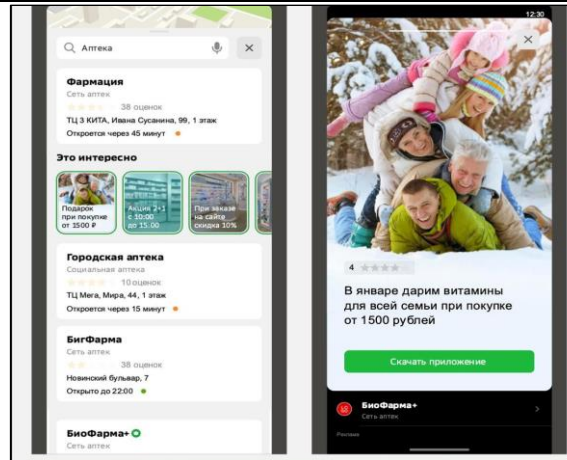 Аптека
Фармация
Сеть аптек
38 оценок
ТЦ 3 КИТА, Ивана Сусанина, 99, 1 этаж
Откроется через 45 минут
Это интересно
Подарок
при покупке
от 1500 ₽
Акция 2+1
с 10:00
до 15.00
При заказе
на сайте
скидка 10%
Городская аптека
Социальная аптека
10 оценок
ТЦ Мега, Мира, 44, 1 этаж
Откроется через 15 минут
БигФарма
Сеть аптек
38 оценок
Новинский бульвар, 7
Открыто до 22:00
БиоФарма+
Сеть аптек
12:30
4
В январе дарим витамины
для всей семьи при покупке
от 1500 рублей
Скачать приложение
БиоФарма+
Сеть аптек
Реклама